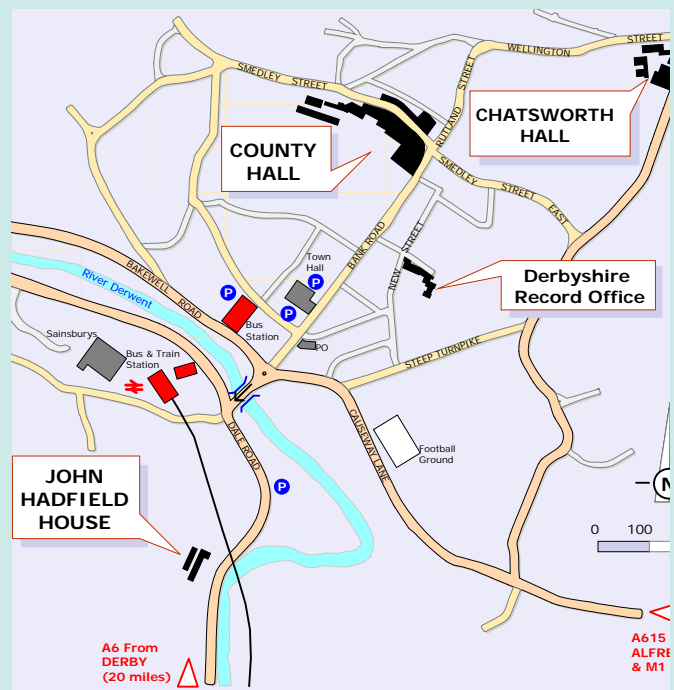 WELLINGTON
STREET
SMEDLEY STREET
RUTLAND STREET
CHATSWORTH
HALL
COUNTY
HALL
SMEDLEY STREET EAST
BANK ROAD
NEW STREET
Town
Hall
P
P
P
Derbyshire
Record Office
River Derwent
BAKEWELL ROAD
Bus
Station
PO
Sainsburys
Bus & Train
Station
STEEP TURNPIKE
CAUSEWAY LANE
DALE ROAD
Football
Ground
P
JOHN
HADFIELD
HOUSE
N
0 100
A6 From
DERBY
(20 miles)
A615
& M1